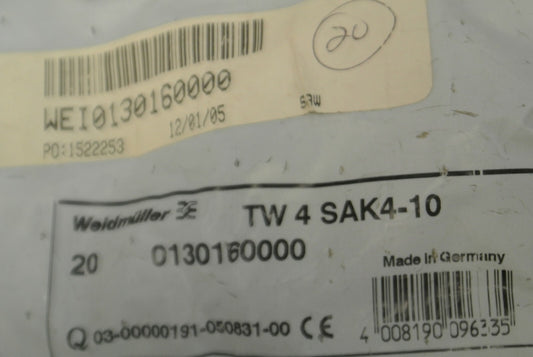 20
WEI0130160000
12/01/05
SRW
PO:1522253
Weidmüller TW 4 SAK4-10
20 0130160000
Made in Germany
Q 03-00000191-050831-00 CE
4 008190 096335